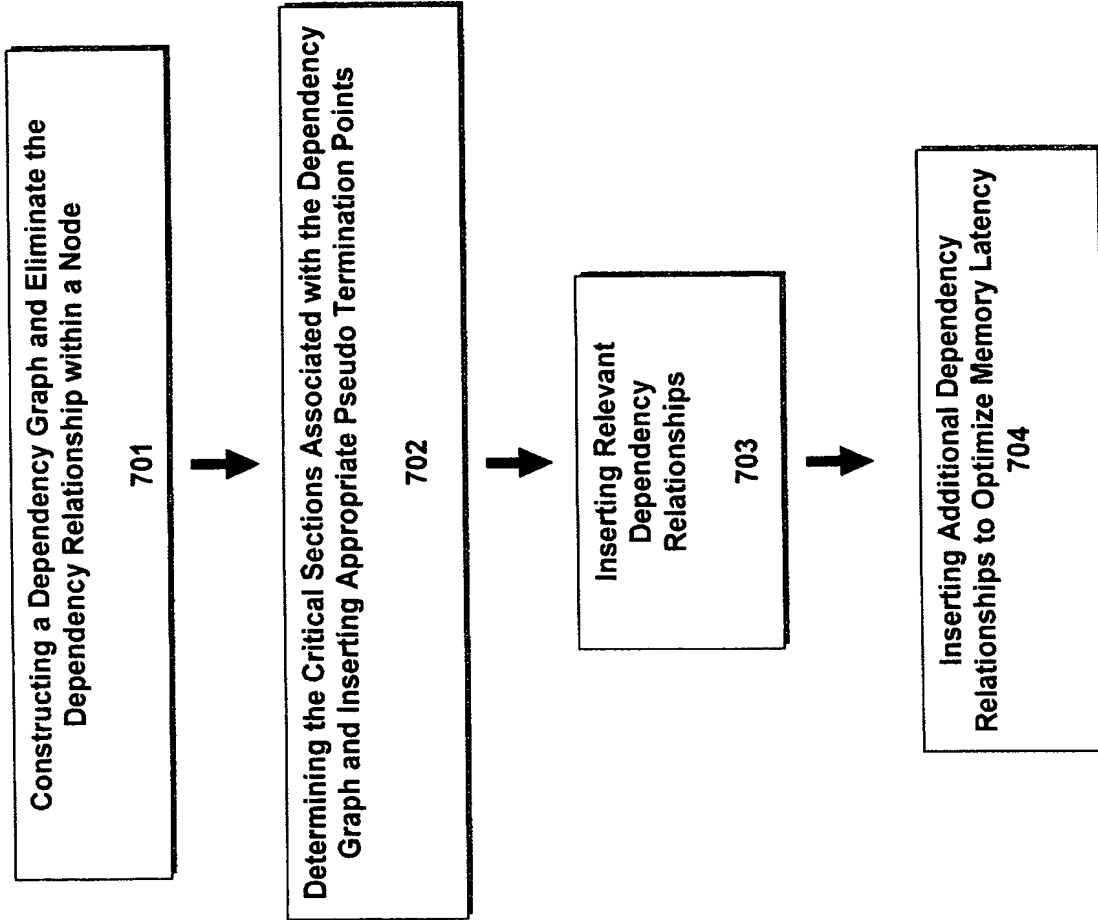 Constructing a Dependency Graph and Eliminate the
Dependency Relationship within a Node
701
Determining the Critical Sections Associated with the Dependency
Graph and Inserting Appropriate Pseudo Termination Points
702
Inserting Relevant
Dependency
Relationships
703
Inserting Additional Dependency
Relationships to Optimize Memory Latency
704